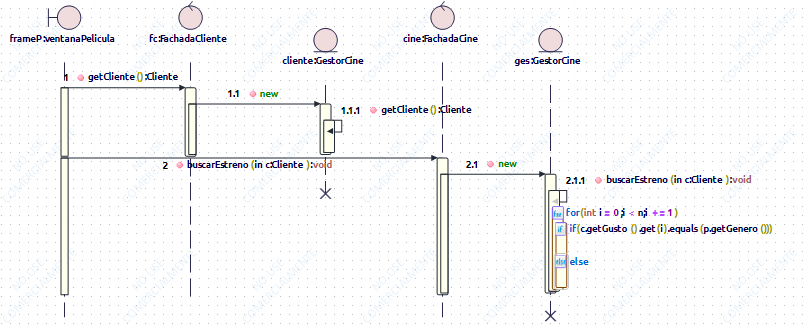 frameP:ventanaPelicula
fc:FachadaCliente
cine:FachadaCine
cliente:GestorCine
ges:GestorCine
1 getCliente ():Cliente
1.1 new
1.1.1 getCliente ():Cliente
2 buscarEstreno (in c:Cliente ):void
2.1 new
2.1.1 buscarEstreno (in c:Cliente ):void
for for(int i = 0;i < n;i += 1 )
if if(c.getGusto ().get (i).equals (p.getGenero ()))
else else